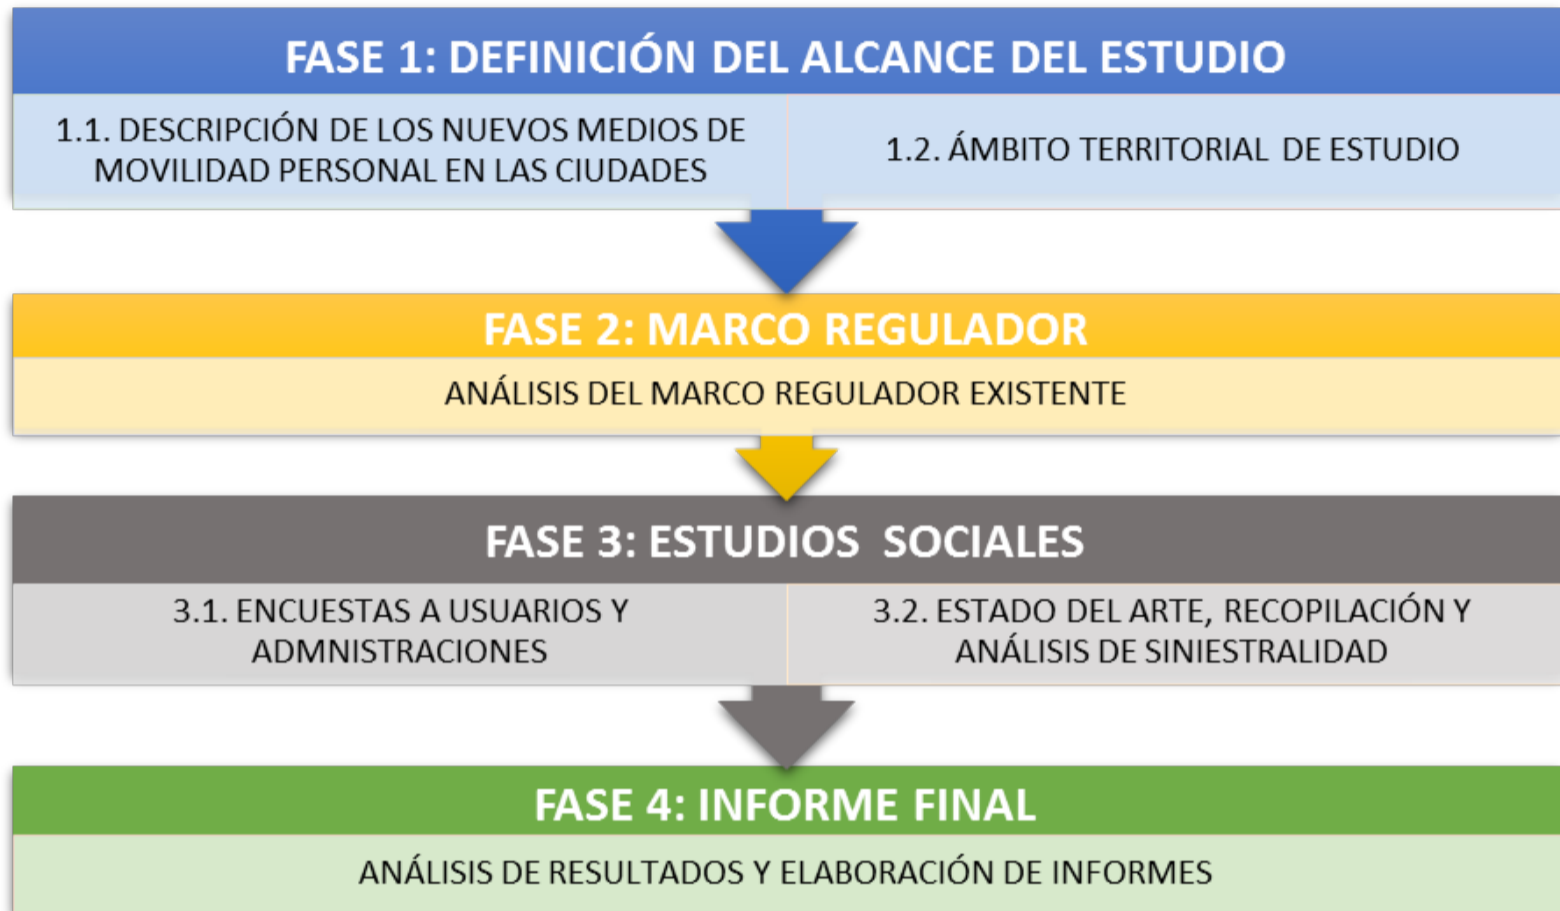 FASE 1: DEFINICIÓN DEL ALCANCE DEL ESTUDIO
1.1. DESCRIPCIÓN DE LOS NUEVOS MEDIOS DE
MOVILIDAD PERSONAL EN LAS CIUDADES
1.2. ÁMBITO TERRITORIAL DE ESTUDIO
FASE 2: MARCO REGULADOR
ANÁLISIS DEL MARCO REGULADOR EXISTENTE
FASE 3: ESTUDIOS SOCIALES
3.1. ENCUESTAS A USUARIOS Y
ADMNISTRACIONES
3.2. ESTADO DEL ARTE, RECOPILACIÓN Y
ANÁLISIS DE SINIESTRALIDAD
FASE 4: INFORME FINAL
ANÁLISIS DE RESULTADOS Y ELABORACIÓN DE INFORMES